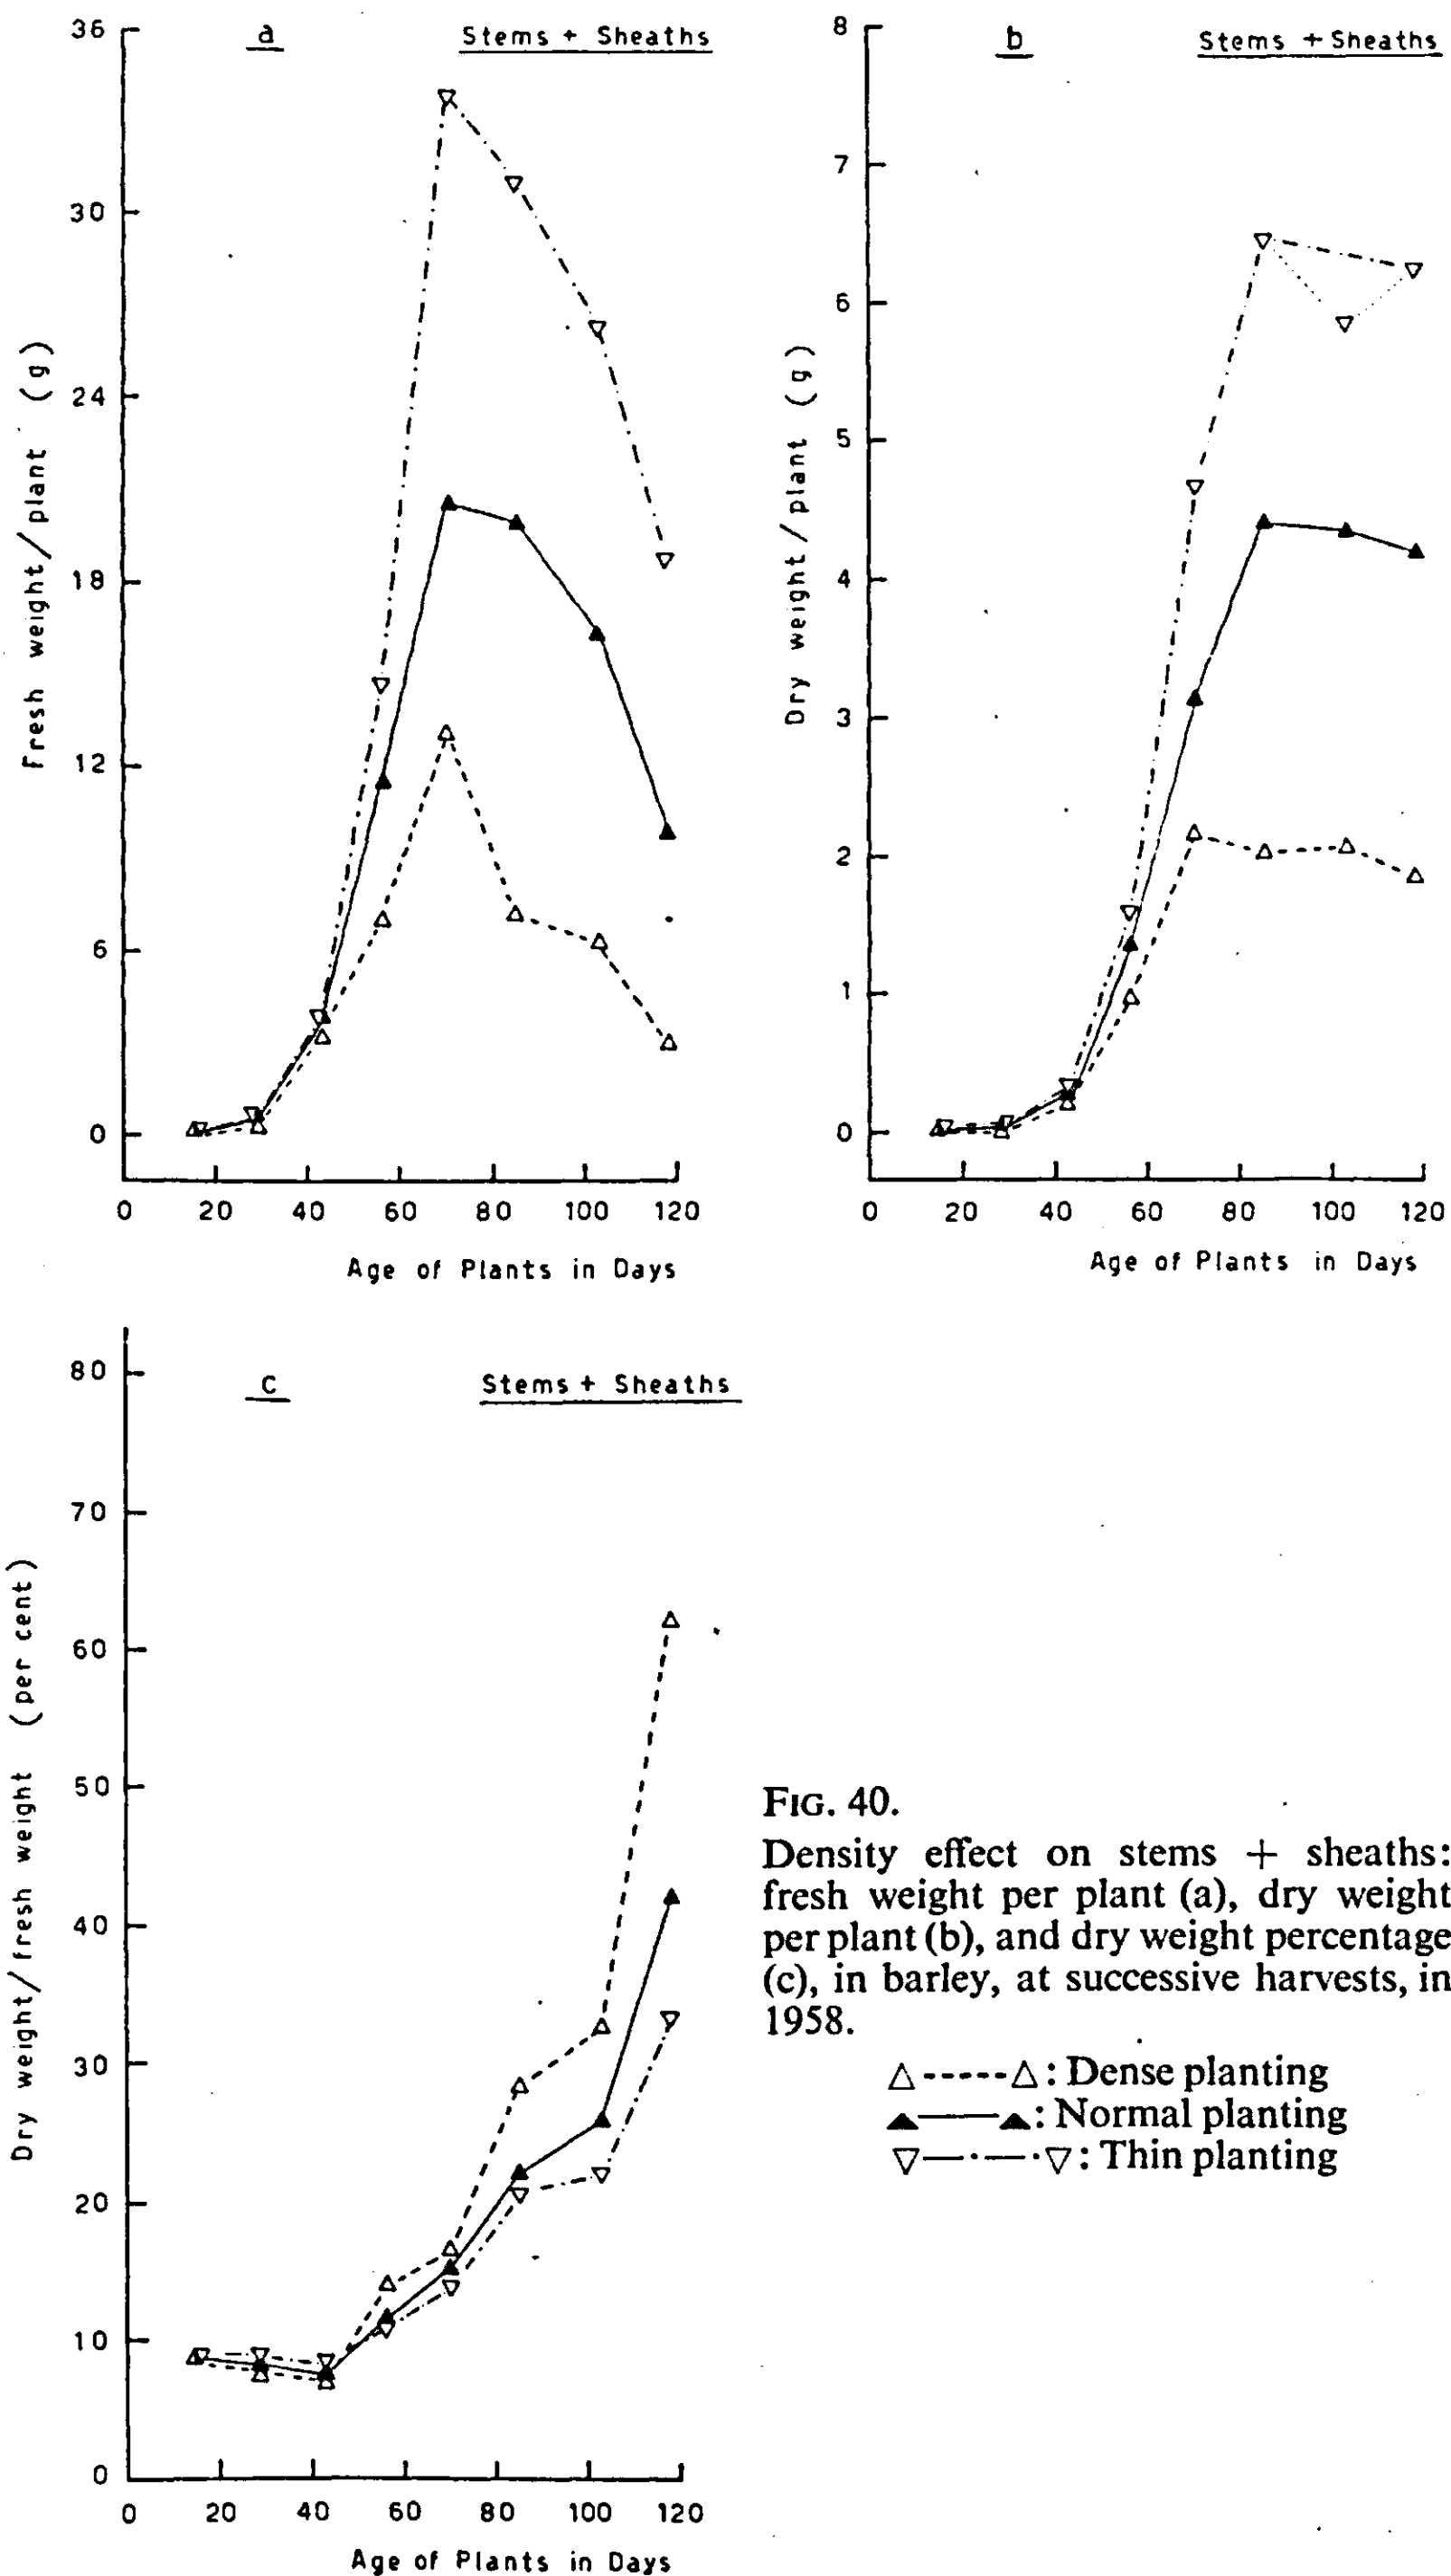 a
Stems + Sheaths
36
30
24
18
12
6
0
Fresh weight/plant (g)
0 20 40 60 80 100 120
Age of Plants in Days
b
Stems + Sheaths
8
7
6
5
4
3
2
1
0
Dry weight/plant (g)
0 20 40 60 80 100 120
Age of Plants in Days
c
Stems + Sheaths
80
70
60
50
40
30
20
10
0
Dry weight/fresh weight (per cent)
0 20 40 60 80 100 120
Age of Plants in Days
FIG. 40.
Density effect on stems + sheaths:
fresh weight per plant (a), dry weight
per plant (b), and dry weight percentage
(c), in barley, at successive harvests, in
1958.
△-----△: Dense planting
▲——▲: Normal planting
▽—·—·▽: Thin planting